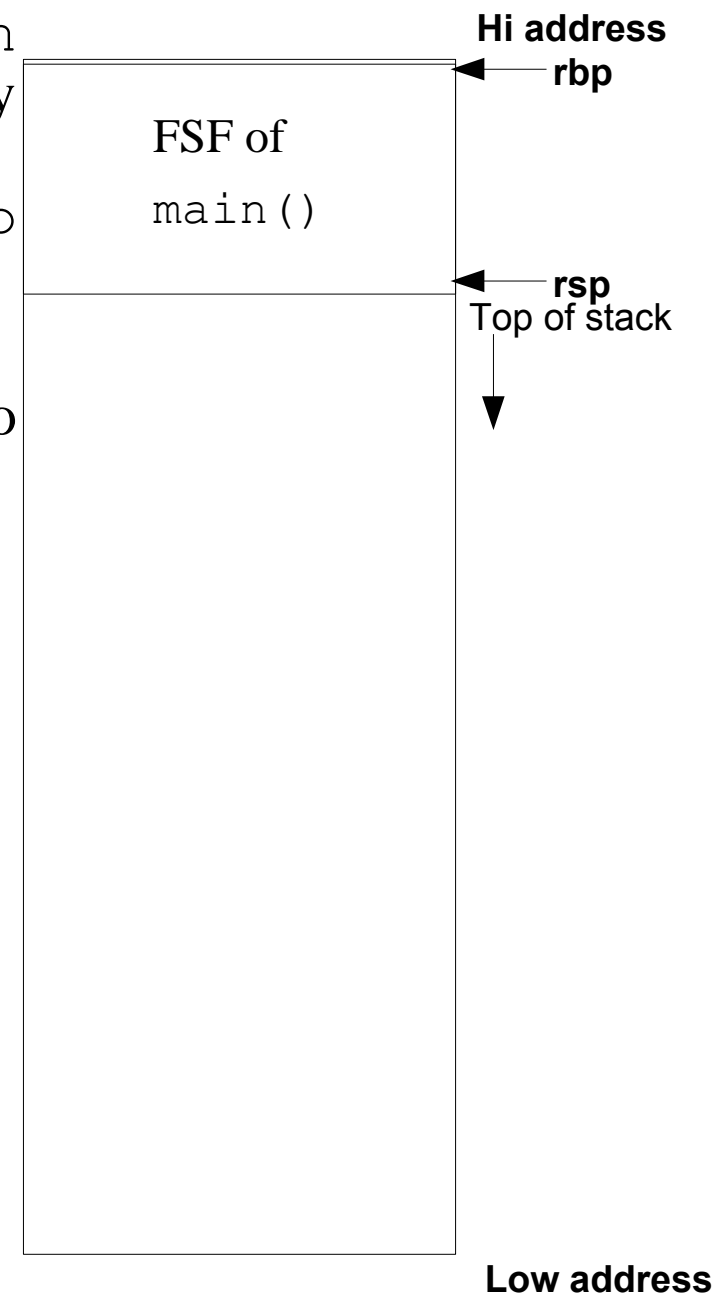 Hi address
rbp
FSF of
main()
rsp
Top of stack
Low address